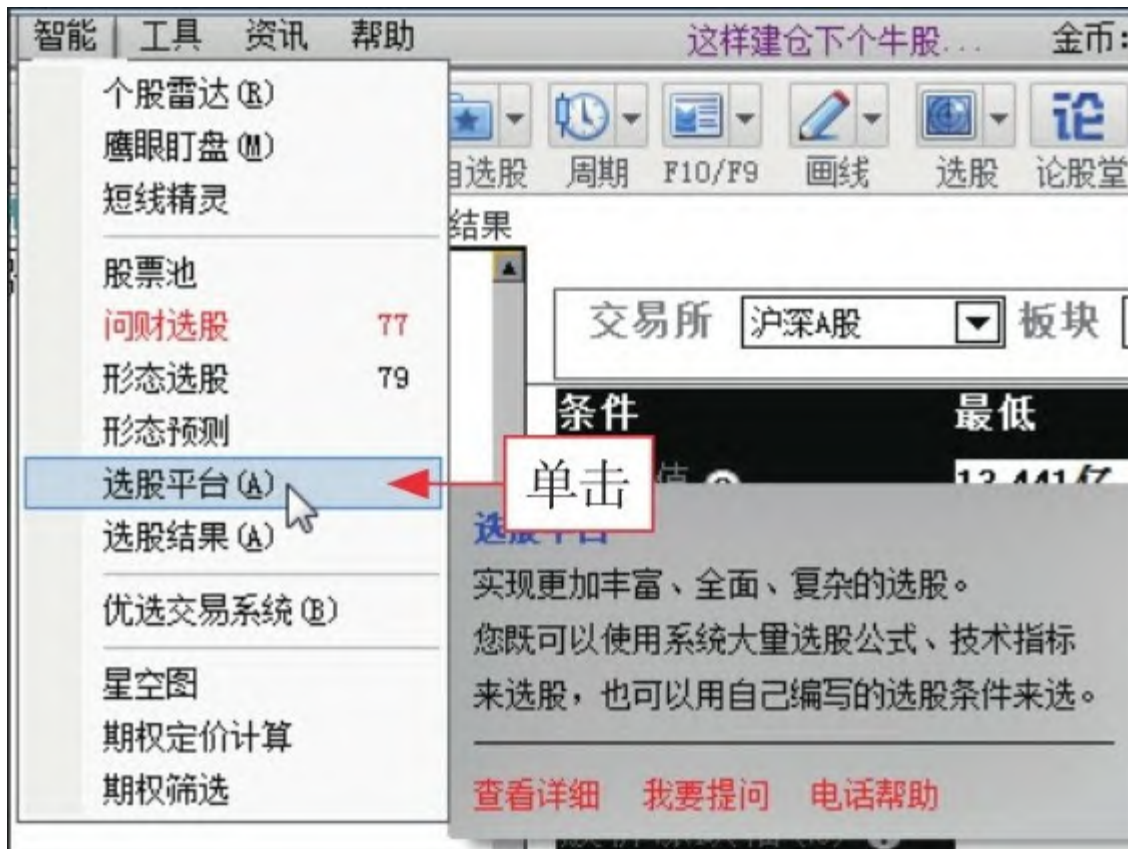 智能 工具 资讯 帮助 这样建仓下个牛股... 金币:
个股雷达(R)
鹰眼盯盘(M)
短线精灵
股票池
问财选股 77
形态选股 79
形态预测
选股平台(A)
选股结果(A)
优选交易系统(B)
星空图
期权定价计算
期权筛选
自选股 周期 F10/F9 画线 选股 论股堂
论
结果
交易所 沪深A股 板块
条件 最低
值 13.441亿
单击
选股平台
实现更加丰富、全面、复杂的选股。
您既可以使用系统大量选股公式、技术指标
来选股，也可以用自己编写的选股条件来选。
查看详细 我要提问 电话帮助